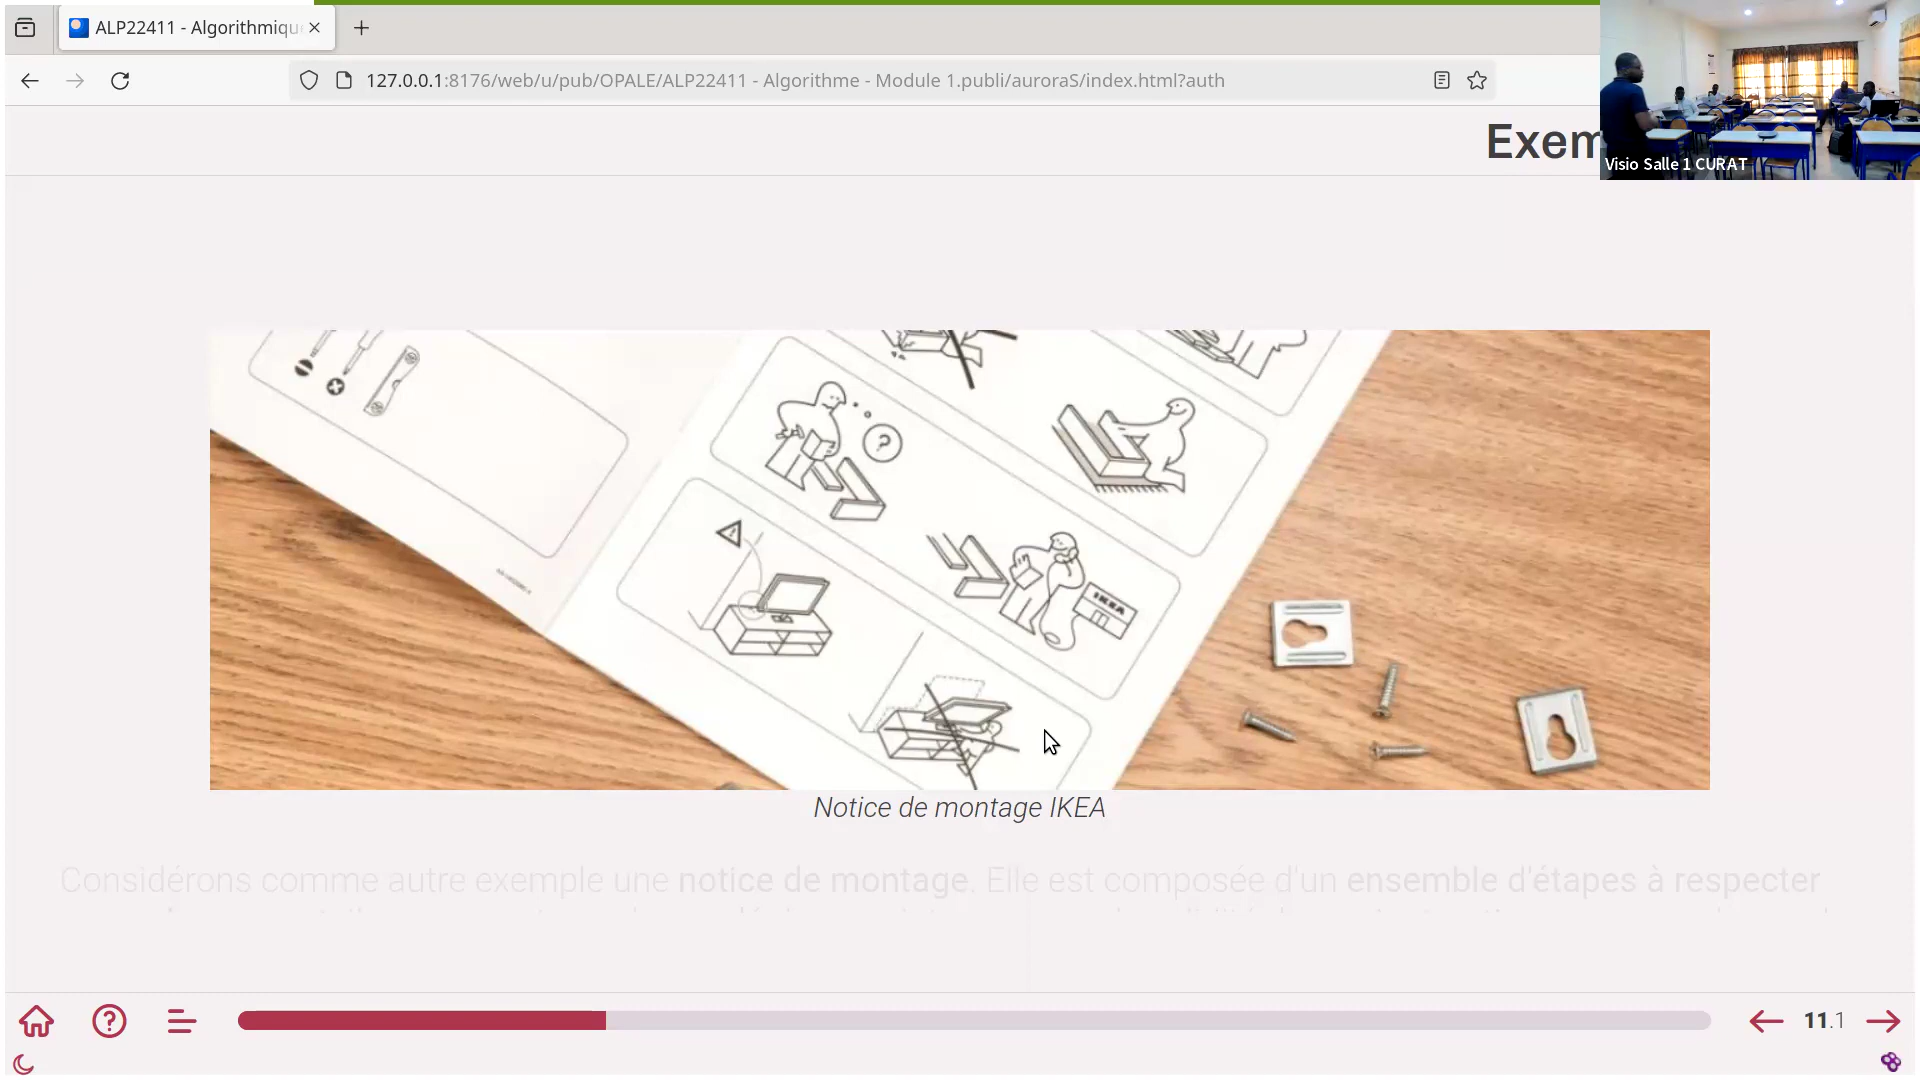 ALP22411 - Algorithmiqu
127.0.0.1:8176/web/u/pub/OPALE/ALP22411 - Algorithme - Module 1.publi/auroraS/index.html?auth
Exem
Visio Salle 1 CURAT
?
IKEA
Notice de montage IKEA
Considérons comme autre exemple une notice de montage. Elle est composée d'un ensemble d'étapes à respecter
11.1